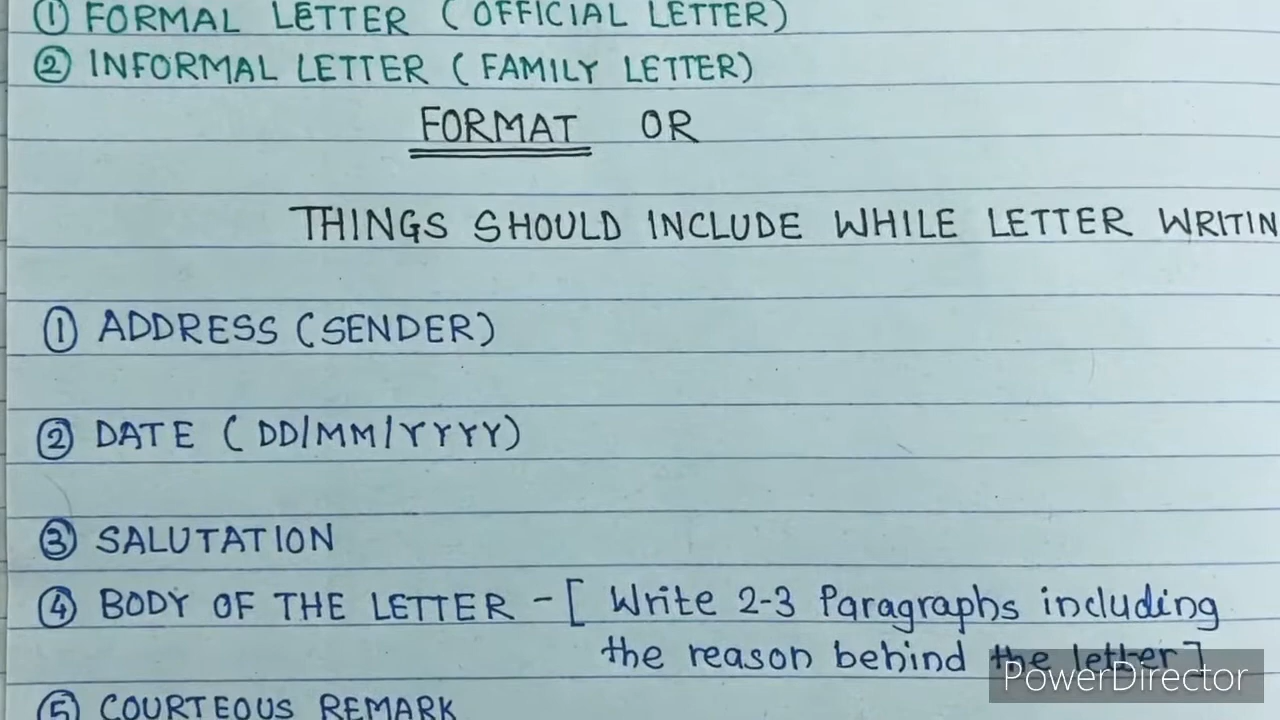 ① FORMAL LETTER (OFFICIAL LETTER)
② INFORMAL LETTER (FAMILY LETTER)
FORMAT OR
THINGS SHOULD INCLUDE WHILE LETTER WRITIN
① ADDRESS (SENDER)
② DATE (DD/MM/YYYY)
③ SALUTATION
④ BODY OF THE LETTER - [ Write 2-3 Paragraphs including
the reason behind the letter]
⑤ COURTEOUS REMARK
PowerDirector